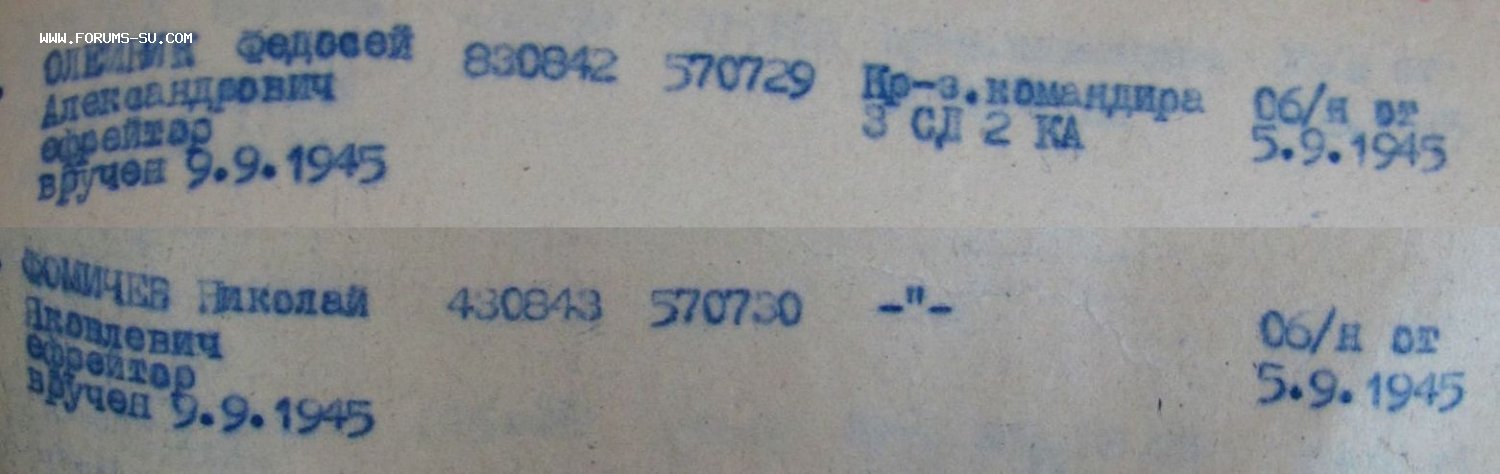 WWW.FORUMS-SU.COM
ОЛЕЙНИК Федосей 830842 570729 Пр-з.командира 06/н от
Александрович 3 СД 2 КА 5.9.1945
ефрейтор
вручен 9.9.1945
ФОМИЧЕВ Николай 430843 570730 -"- 06/н от
Яковлевич 5.9.1945
ефрейтор
вручен 9.9.1945